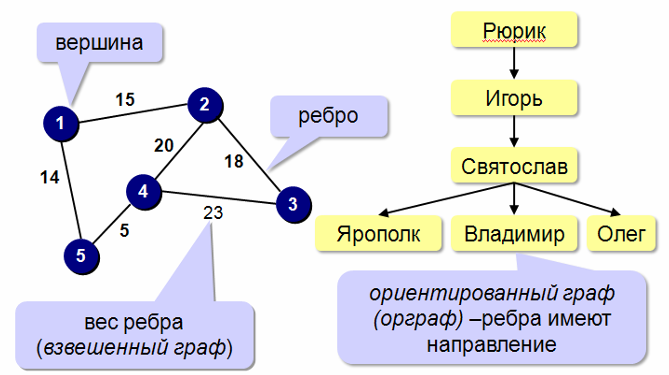 вершина
15
1
2
ребро
20
18
14
4
3
23
5
5
вес ребра
(взвешенный граф)
Рюрик
Игорь
Святослав
Ярополк
Владимир
Олег
ориентированный граф
(орграф) –ребра имеют
направление